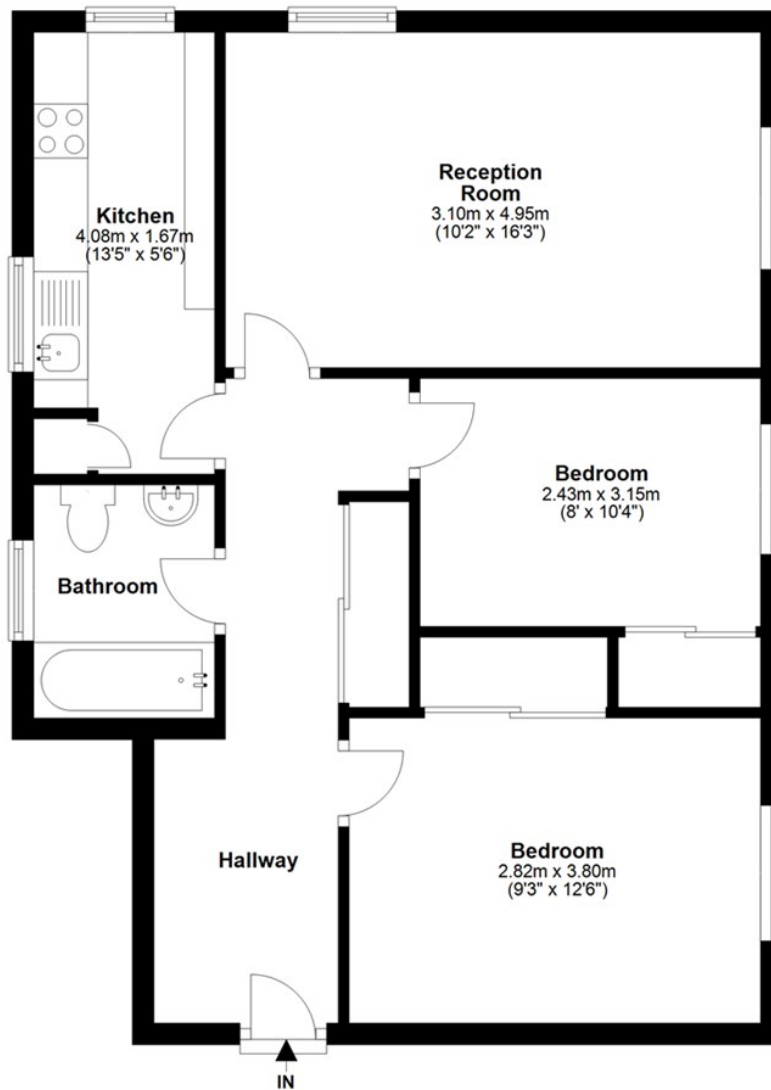 Kitchen
4.08m x 1.67m
(13'5" x 5'6")
Reception
Room
3.10m x 4.95m
(10'2" x 16'3")
Bedroom
2.43m x 3.15m
(8' x 10'4")
Bathroom
Hallway
Bedroom
2.82m x 3.80m
(9'3" x 12'6")
IN